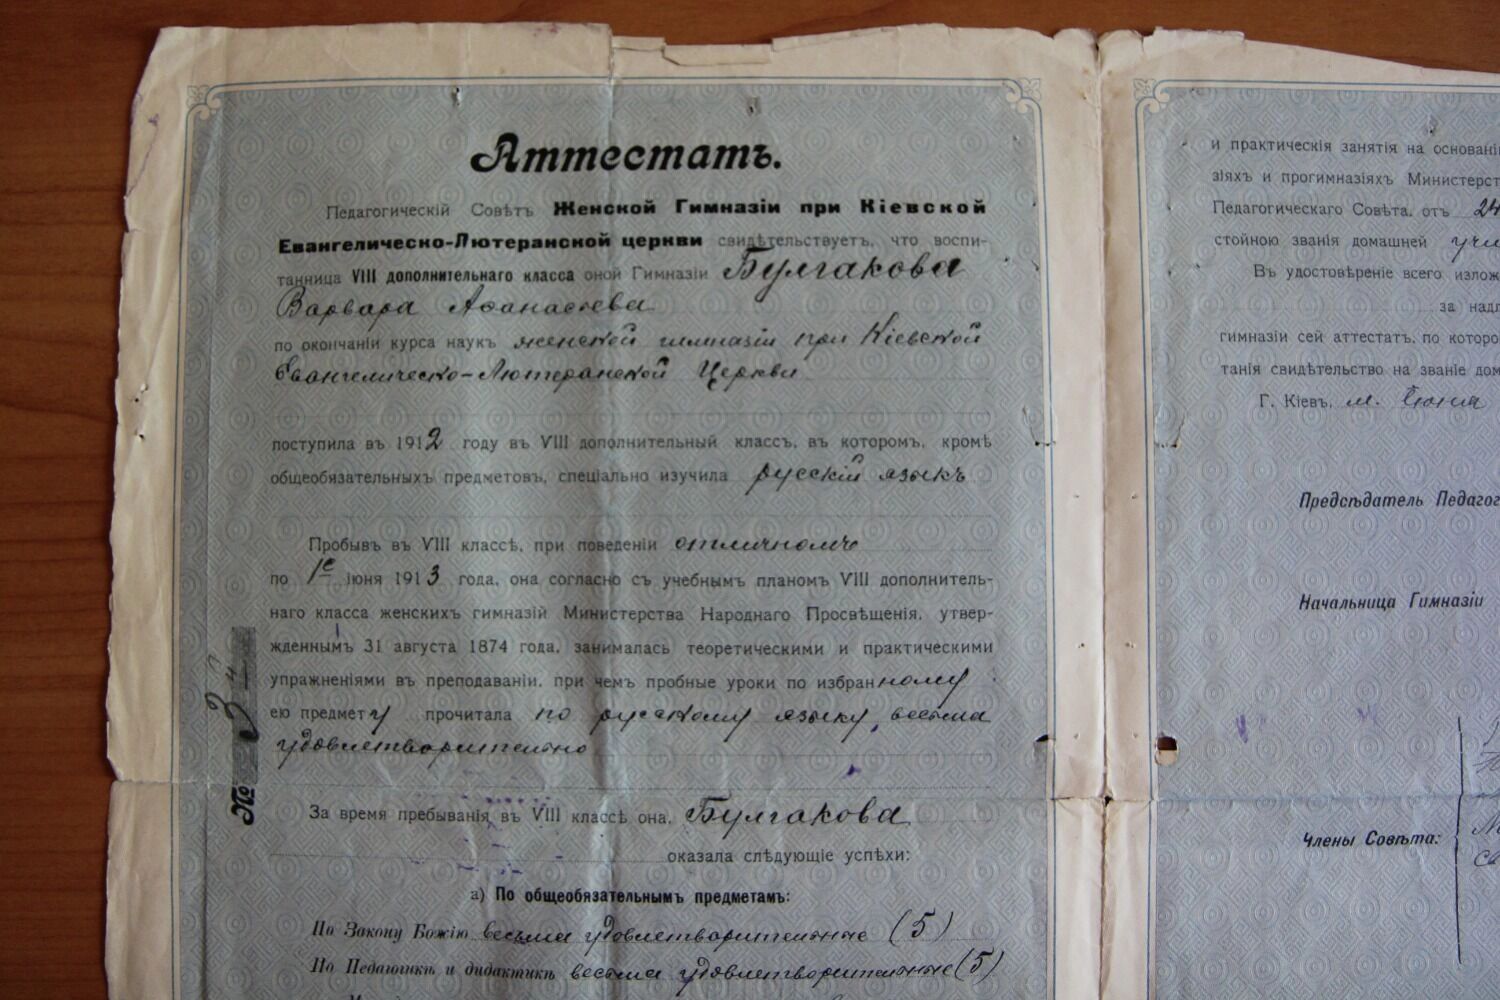 Аттестатъ.
Педагогическій Совѣтъ Женской Гимназіи при Кіевской
Евангелическо-Лютеранской церкви свидѣтельствуетъ, что воспи-
танница VIII дополнительнаго класса оной Гимназіи Булгакова
Варвара Афанасьева
по окончаніи курса наукъ женской гимназіи при Кіевской
Евангелическо-Лютеранской Церкви
поступила въ 1912 году въ VIII дополнительный классъ, въ которомъ, кромѣ
общеобязательныхъ предметовъ, спеціально изучила русскій языкъ
Пробывъ въ VIII классѣ, при поведеніи отличномъ
по 1е іюня 1913 года, она согласно съ учебнымъ планомъ VIII дополнитель-
наго класса женскихъ гимназій Министерства Народнаго Просвѣщенія, утвер-
жденнымъ 31 августа 1874 года, занималась теоретическими и практическими
упражненіями въ преподаваніи, при чемъ пробные уроки по избранному
ею предмету прочитала по русскому языку, весьма
удовлетворительно
№
За время пребыванія въ VIII классѣ она, Булгакова
оказала слѣдующіе успѣхи:
а) По общеобязательнымъ предметамъ:
По Закону Божію весьма удовлетворительные (5)
По Педагогикѣ и дидактикѣ весьма удовлетворительные (5)
и практическія занятія на основані
зіяхъ и прогимназіяхъ Министерст
Педагогическаго Совѣта, отъ 24
стойною званія домашней учи
Въ удостовѣреніе всего излож
за надл
гимназіи сей аттестатъ, по которо
танія свидѣтельство на званіе дом
Г. Кіевъ, м. Іюня
Предсѣдатель Педагог
Начальница Гимназіи
Члены Совѣта: